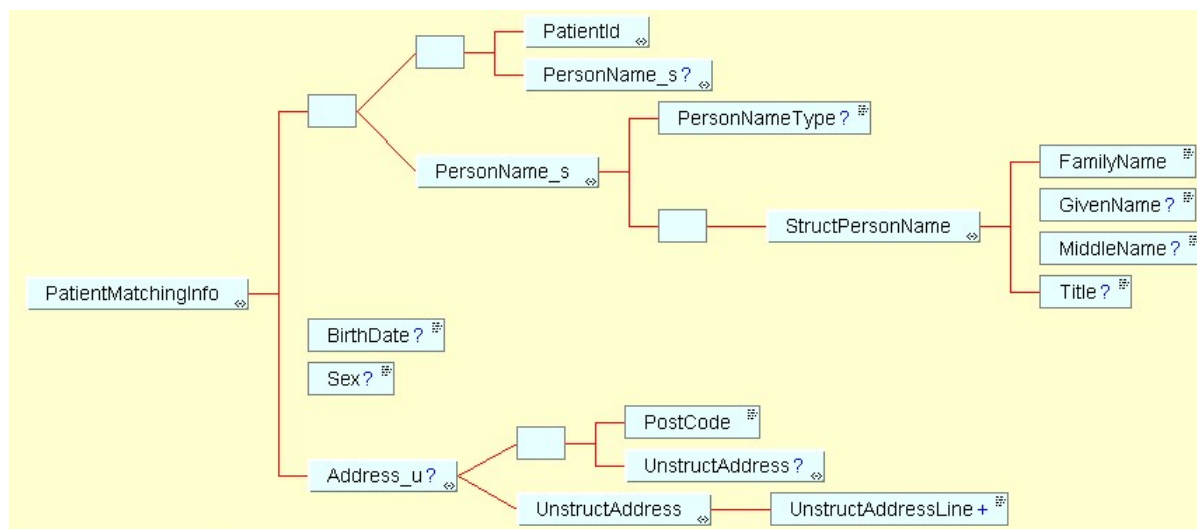 PatientId
PersonName_s?
PersonNameType?
PersonName_s
FamilyName
GivenName?
StructPersonName
MiddleName?
Title?
PatientMatchingInfo
BirthDate?
Sex?
PostCode
Address_u?
UnstructAddress?
UnstructAddress
UnstructAddressLine+